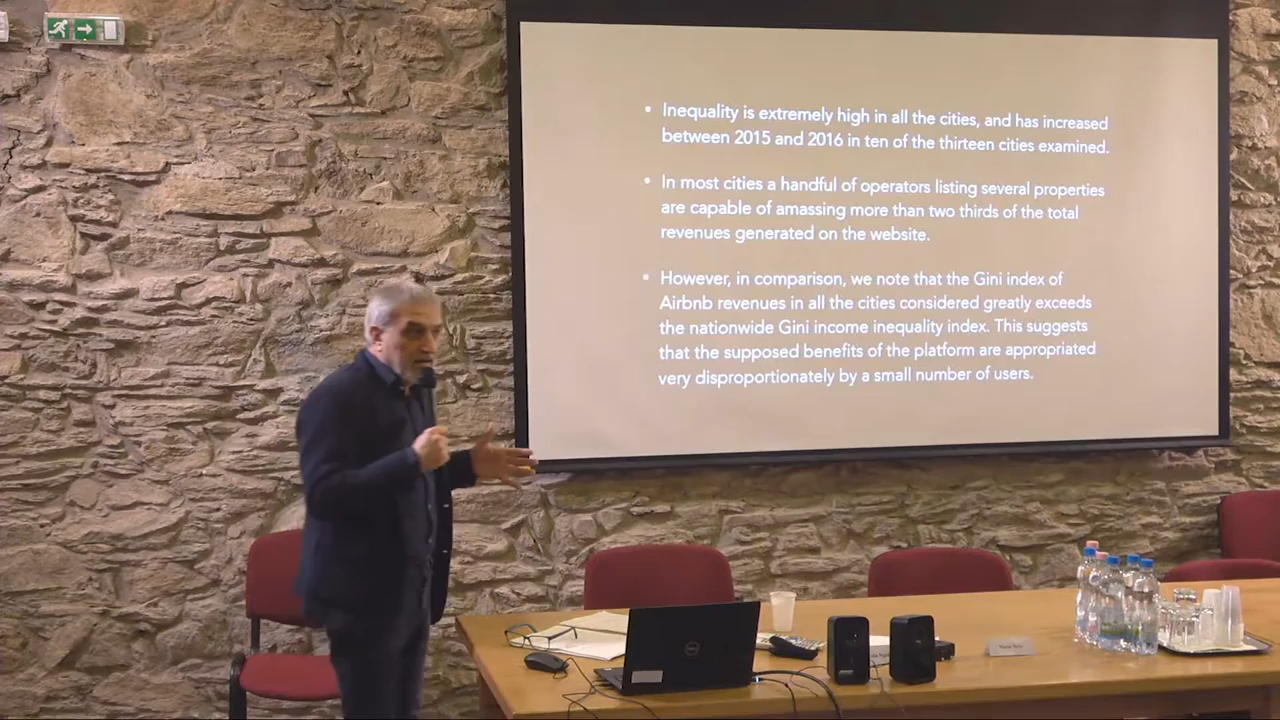 • Inequality is extremely high in all the cities, and has increased
between 2015 and 2016 in ten of the thirteen cities examined.
• In most cities a handful of operators listing several properties
are capable of amassing more than two thirds of the total
revenues generated on the website.
• However, in comparison, we note that the Gini index of
Airbnb revenues in all the cities considered greatly exceeds
the nationwide Gini income inequality index. This suggests
that the supposed benefits of the platform are appropriated
very disproportionately by a small number of users.
DELL